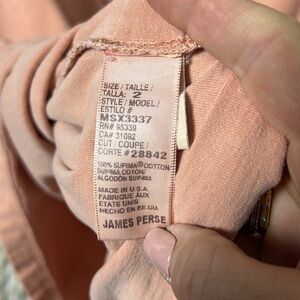 SIZE / TAILLE /
TALLA: 2
STYLE / MODEL /
ESTILO #
MSX3337
RN# 95339
CA# 31092
CUT / COUPE /
CORTE #28842
100% SUPIMA® COTTON
SUPIMA COTON/
ALGODÓN SUPIMA
MADE IN U.S.A.
FABRIQUE AUX
ETATS UNIS
HECHO EN EE.UU.
JAMES PERSE